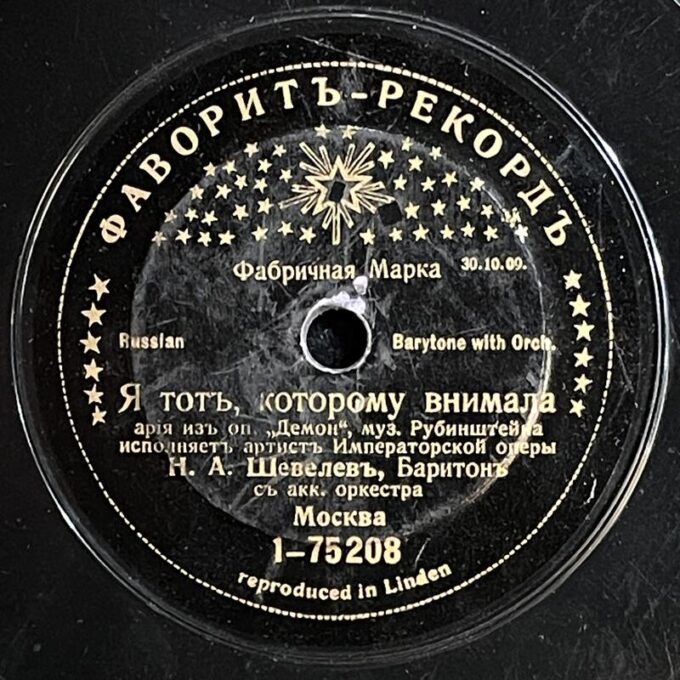 ФАВОРИТЪ-РЕКОРДЪ
Фабричная Марка 30.10.09.
Russian Barytone with Orch.
Я тотъ, которому внимала
арія изъ оп. „Демон“, муз. Рубинштейна
исполняетъ артистъ Императорской оперы
Н. А. Шевелевъ, Баритонъ
съ акк. оркестра
Москва
1-75208
reproduced in Linden